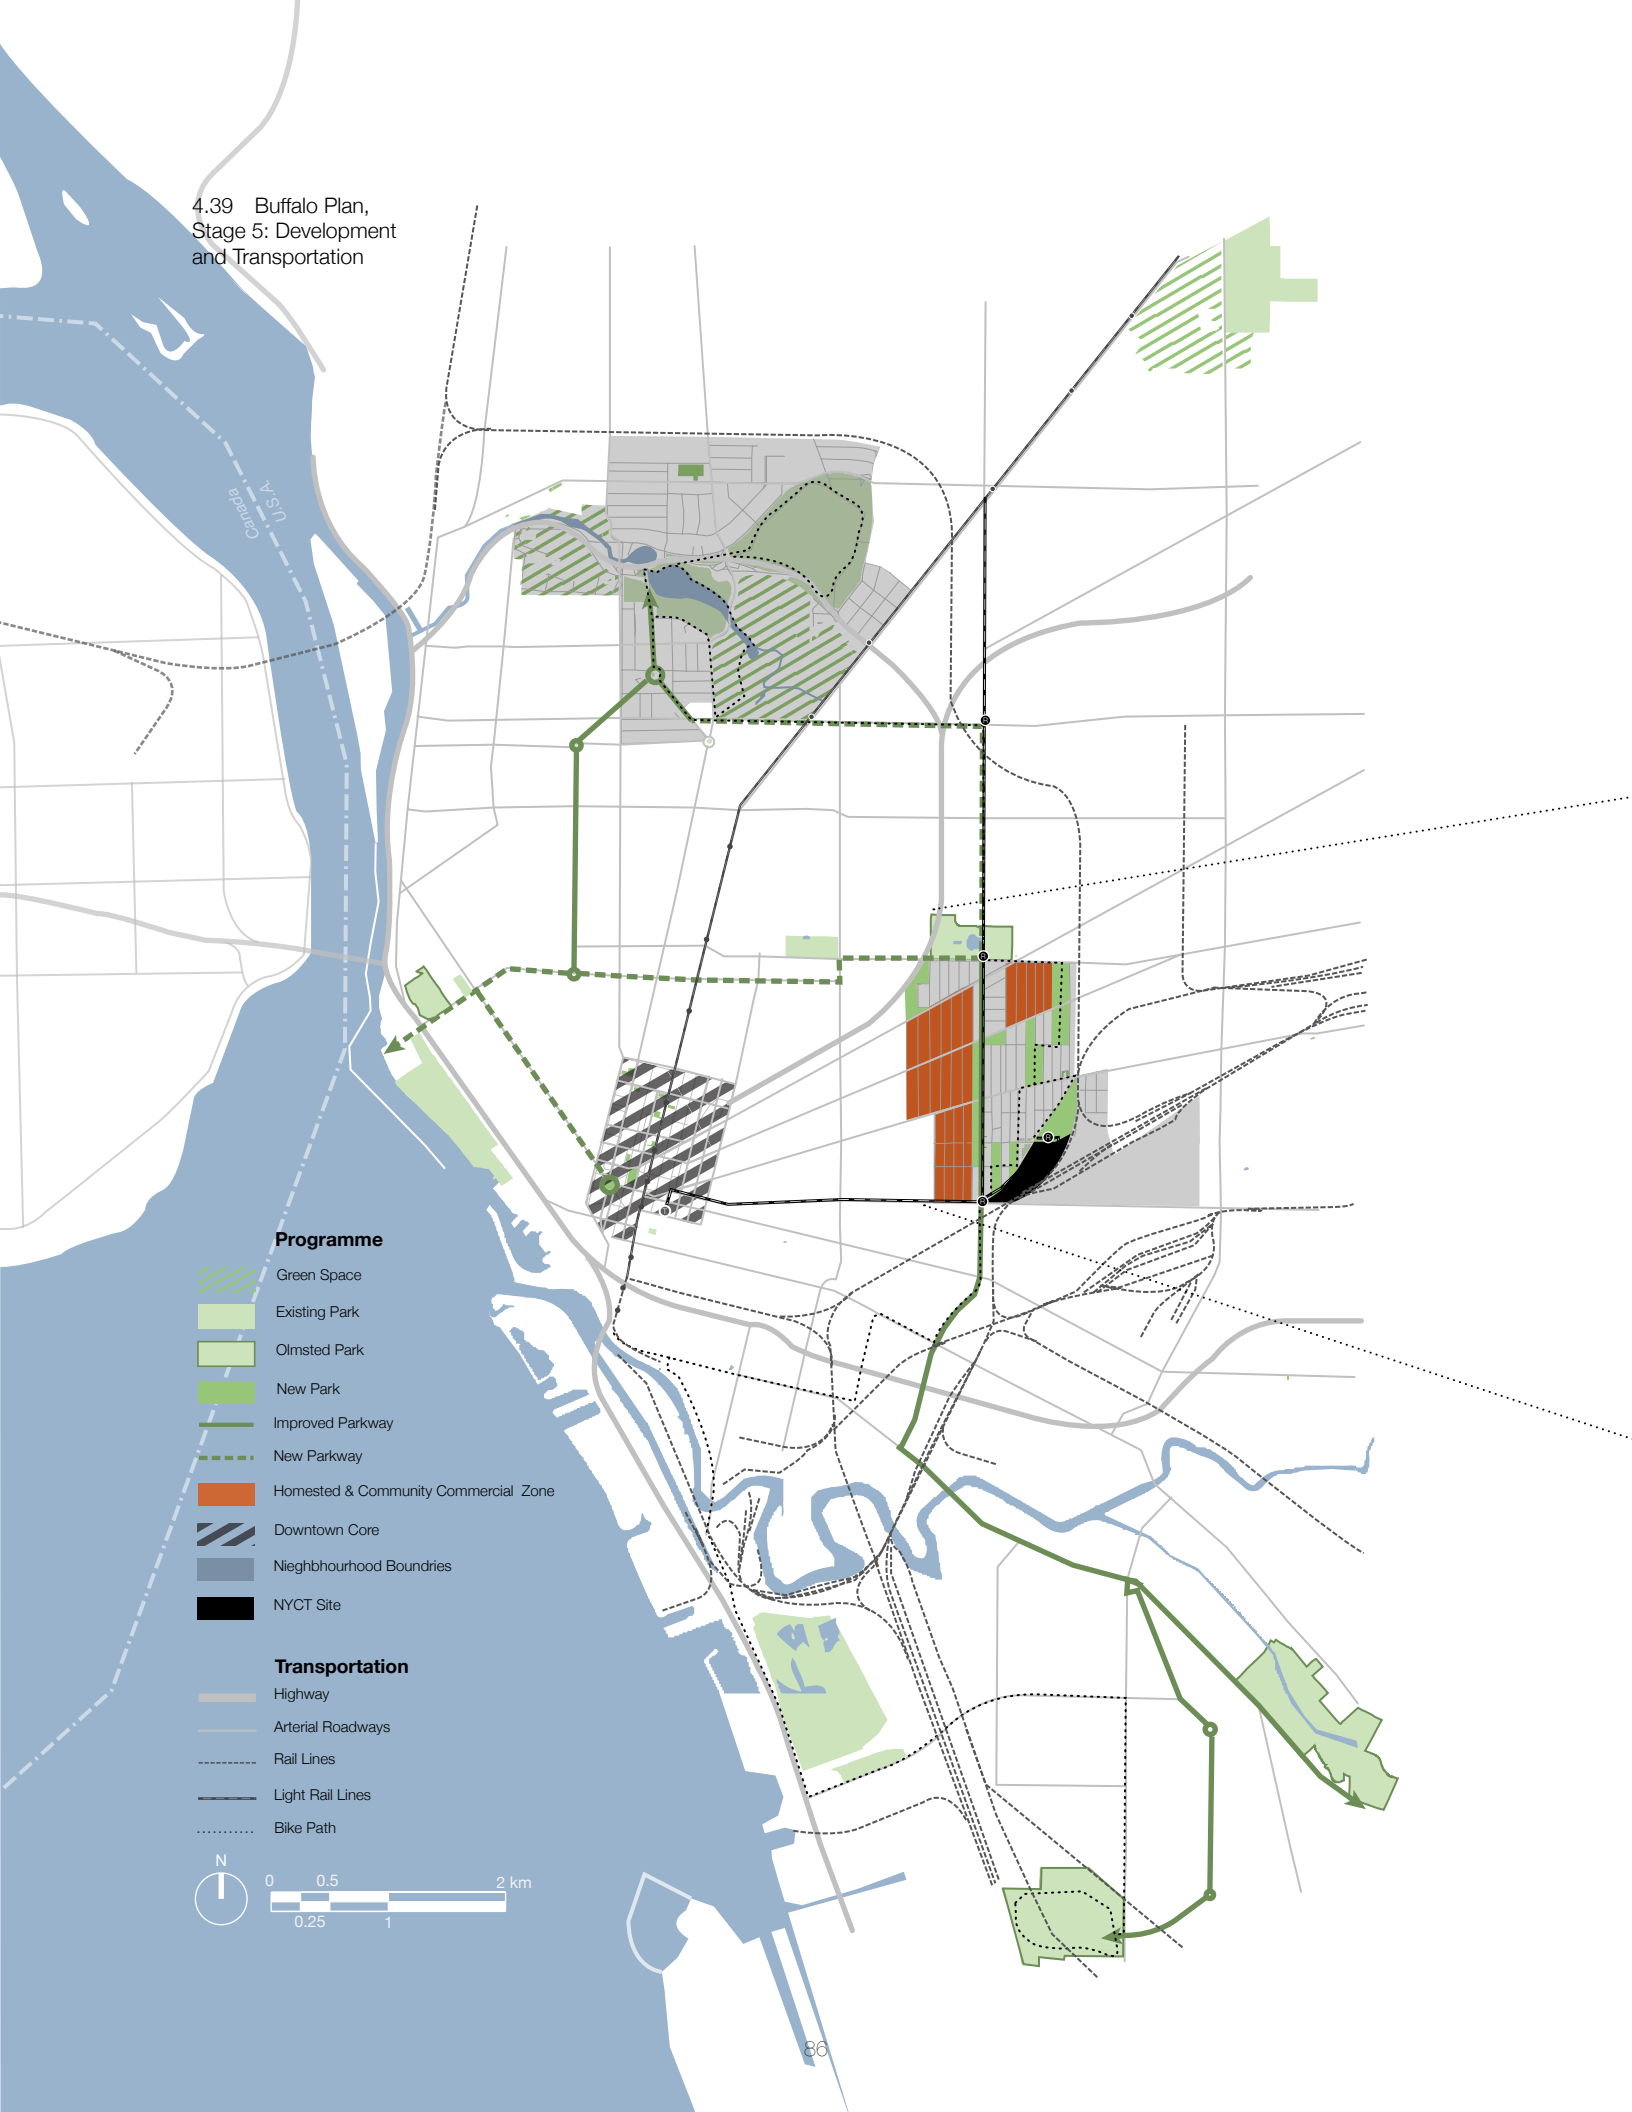 4.39 Buffalo Plan,
Stage 5: Development
and Transportation
Canada
U.S.A.
R
R
R
R
T
Programme
Green Space
Existing Park
Olmsted Park
New Park
Improved Parkway
New Parkway
Homested & Community Commercial Zone
Downtown Core
Nieghbhourhood Boundries
NYCT Site
Transportation
Highway
Arterial Roadways
Rail Lines
Light Rail Lines
Bike Path
N
0 0.5 2 km
0.25 1
86